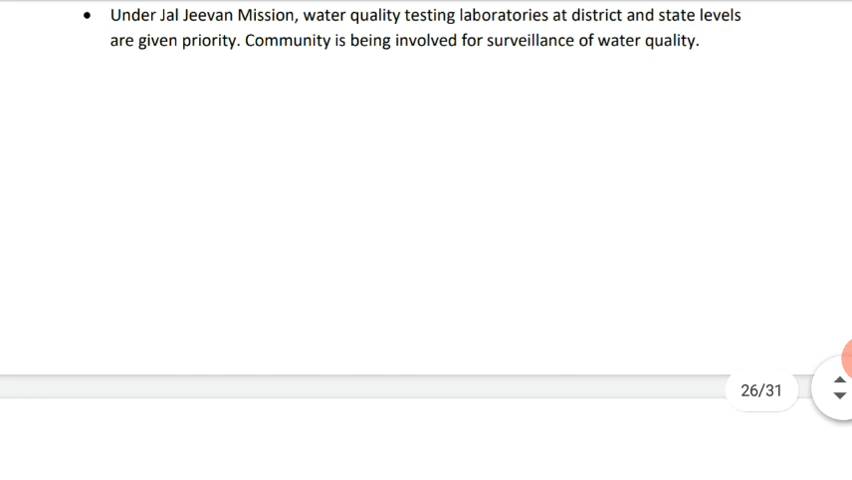 • Under Jal Jeevan Mission, water quality testing laboratories at district and state levels
are given priority. Community is being involved for surveillance of water quality.
26/31